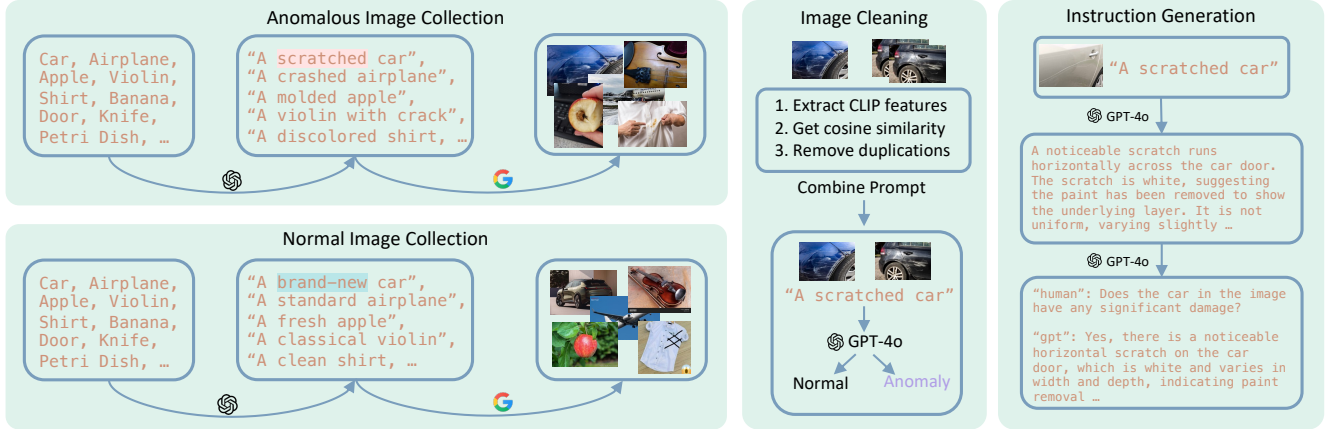 Anomalous Image Collection
Car, Airplane,
Apple, Violin,
Shirt, Banana,
Door, Knife,
Petri Dish, …
“A scratched car”,
“A crashed airplane”,
“A molded apple”,
“A violin with crack”,
“A discolored shirt, …
Normal Image Collection
Car, Airplane,
Apple, Violin,
Shirt, Banana,
Door, Knife,
Petri Dish, …
“A brand-new car”,
“A standard airplane”,
“A fresh apple”,
“A classical violin”,
“A clean shirt, …
Image Cleaning
1. Extract CLIP features
2. Get cosine similarity
3. Remove duplications
Combine Prompt
“A scratched car”
GPT-4o
Normal
Anomaly
Instruction Generation
“A scratched car”
GPT-4o
A noticeable scratch runs
horizontally across the car door.
The scratch is white, suggesting
the paint has been removed to show
the underlying layer. It is not
uniform, varying slightly …
GPT-4o
“human”: Does the car in the image
have any significant damage?
“gpt”: Yes, there is a noticeable
horizontal scratch on the car
door, which is white and varies in
width and depth, indicating paint
removal …